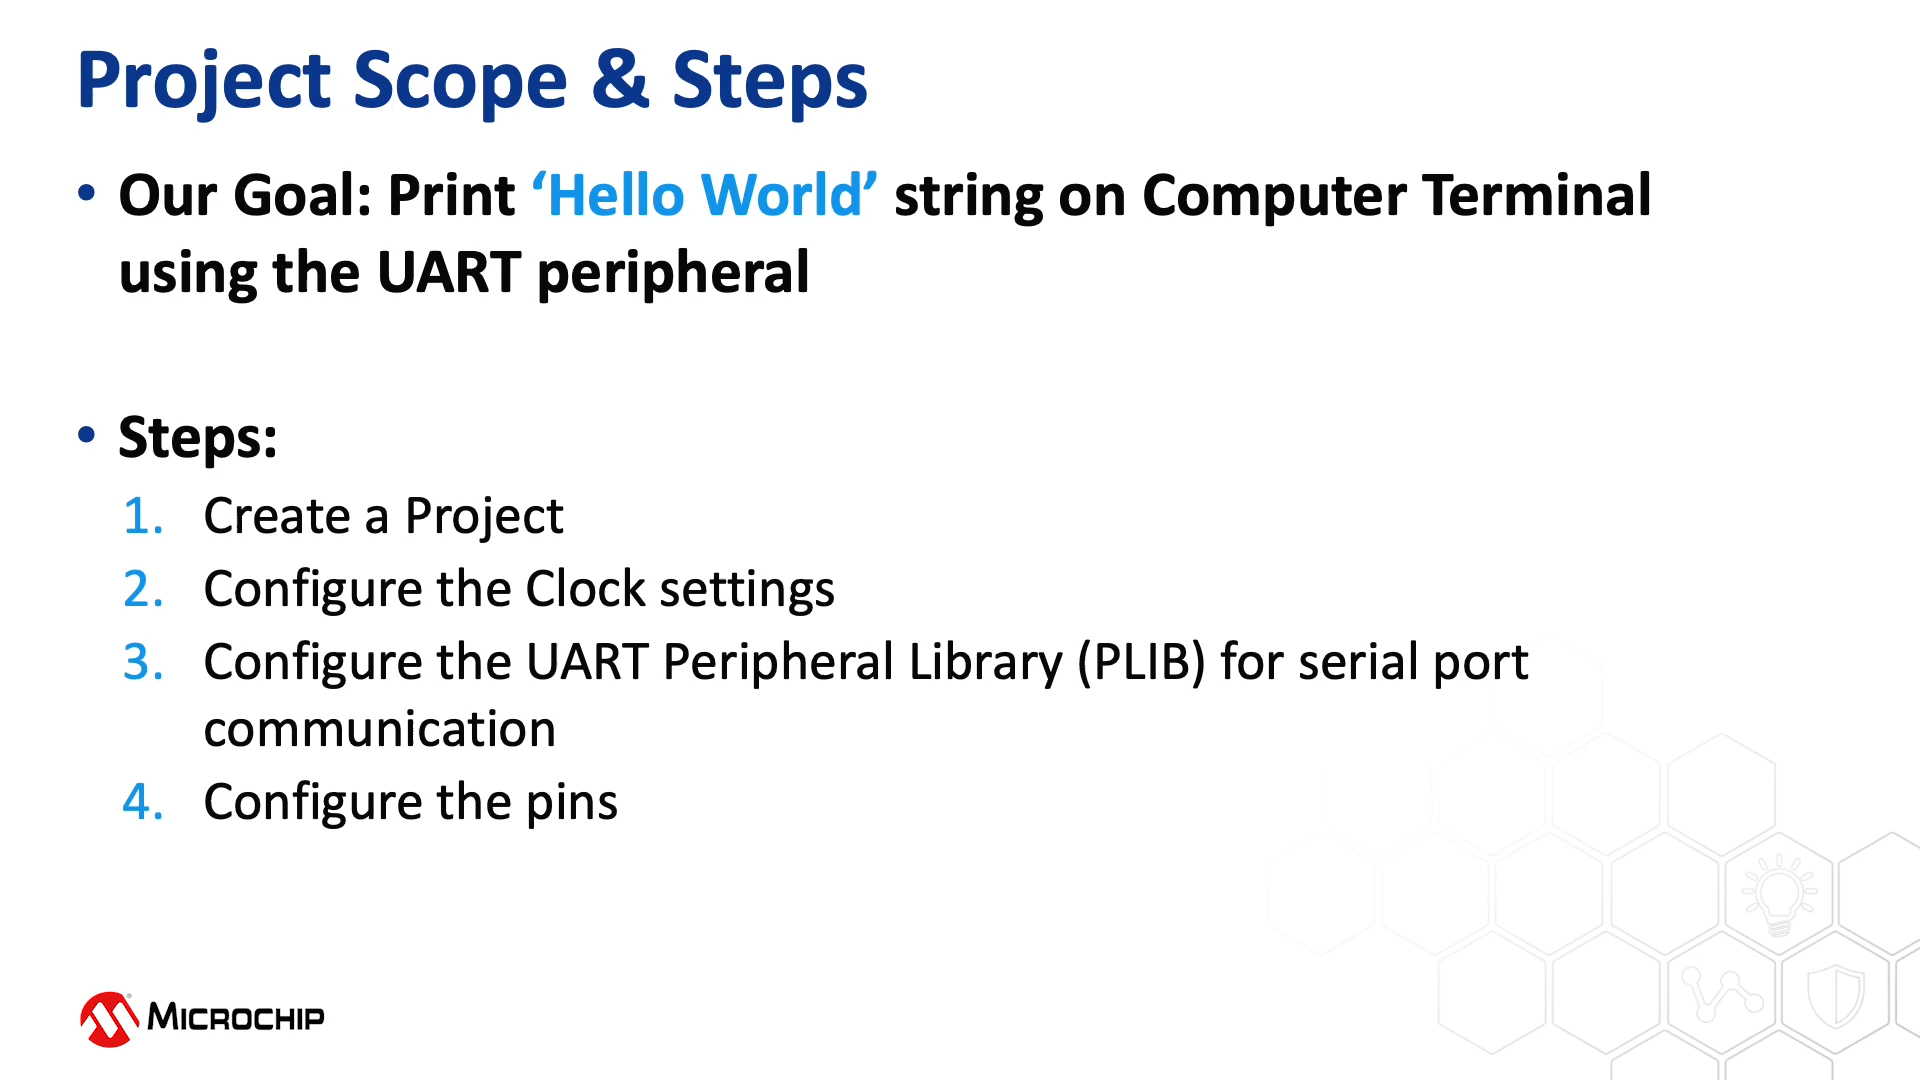 Project Scope & Steps
• Our Goal: Print ‘Hello World’ string on Computer Terminal
using the UART peripheral
• Steps:
1. Create a Project
2. Configure the Clock settings
3. Configure the UART Peripheral Library (PLIB) for serial port
communication
4. Configure the pins
MICROCHIP